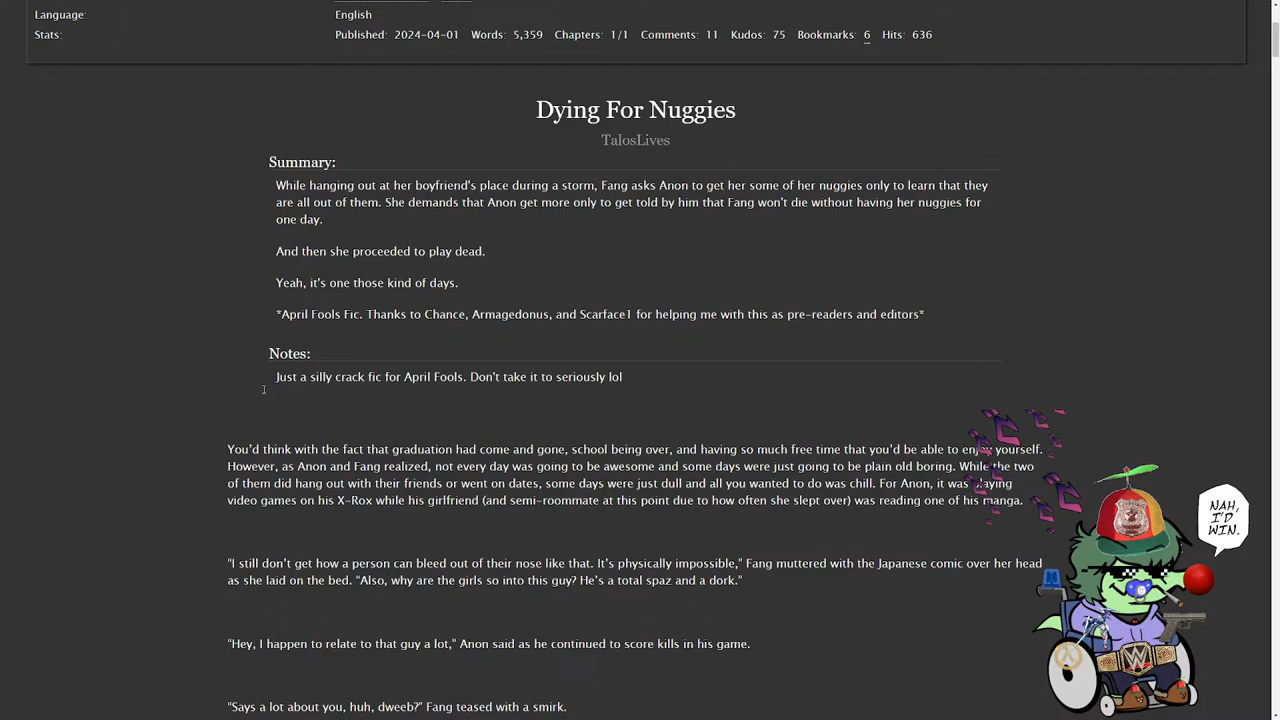 Language: English
Stats: Published: 2024-04-01 Words: 5,359 Chapters: 1/1 Comments: 11 Kudos: 75 Bookmarks: 6 Hits: 636
Dying For Nuggies
TalosLives
Summary:
While hanging out at her boyfriend's place during a storm, Fang asks Anon to get her some of her nuggies only to learn that they
are all out of them. She demands that Anon get more only to get told by him that Fang won't die without having her nuggies for
one day.
And then she proceeded to play dead.
Yeah, it's one those kind of days.
*April Fools Fic. Thanks to Chance, Armagedonus, and Scarface1 for helping me with this as pre-readers and editors*
Notes:
Just a silly crack fic for April Fools. Don't take it to seriously lol
You'd think with the fact that graduation had come and gone, school being over, and having so much free time that you'd be able to enjoy yourself.
However, as Anon and Fang realized, not every day was going to be awesome and some days were just going to be plain old boring. While the two
of them did hang out with their friends or went on dates, some days were just dull and all you wanted to do was chill. For Anon, it was playing
video games on his X-Rox while his girlfriend (and semi-roommate at this point due to how often she slept over) was reading one of his manga.
"I still don't get how a person can bleed out of their nose like that. It's physically impossible," Fang muttered with the Japanese comic over her head
as she laid on the bed. "Also, why are the girls so into this guy? He's a total spaz and a dork."
"Hey, I happen to relate to that guy a lot," Anon said as he continued to score kills in his game.
"Says a lot about you, huh, dweeb?" Fang teased with a smirk.
NAH,
I'D
WIN.